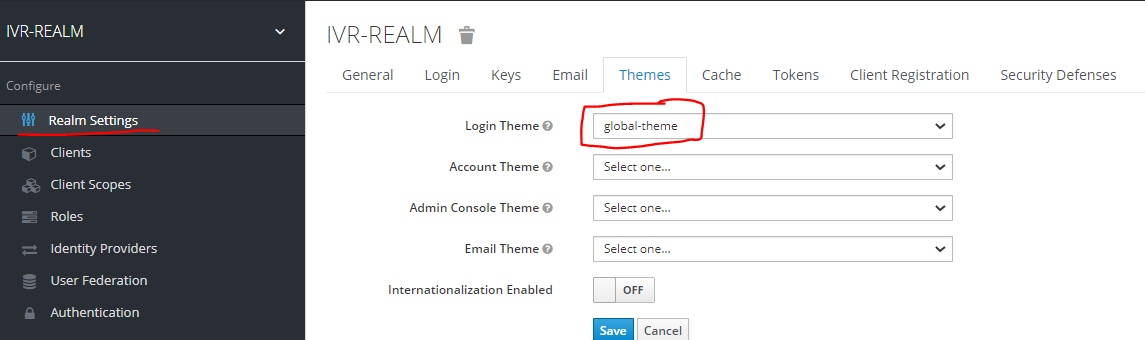 IVR-REALM
Configure
Realm Settings
Clients
Client Scopes
Roles
Identity Providers
User Federation
Authentication
IVR-REALM
General Login Keys Email Themes Cache Tokens Client Registration Security Defenses
Login Theme ? global-theme
Account Theme ? Select one...
Admin Console Theme ? Select one...
Email Theme ? Select one...
Internationalization Enabled OFF
Save Cancel